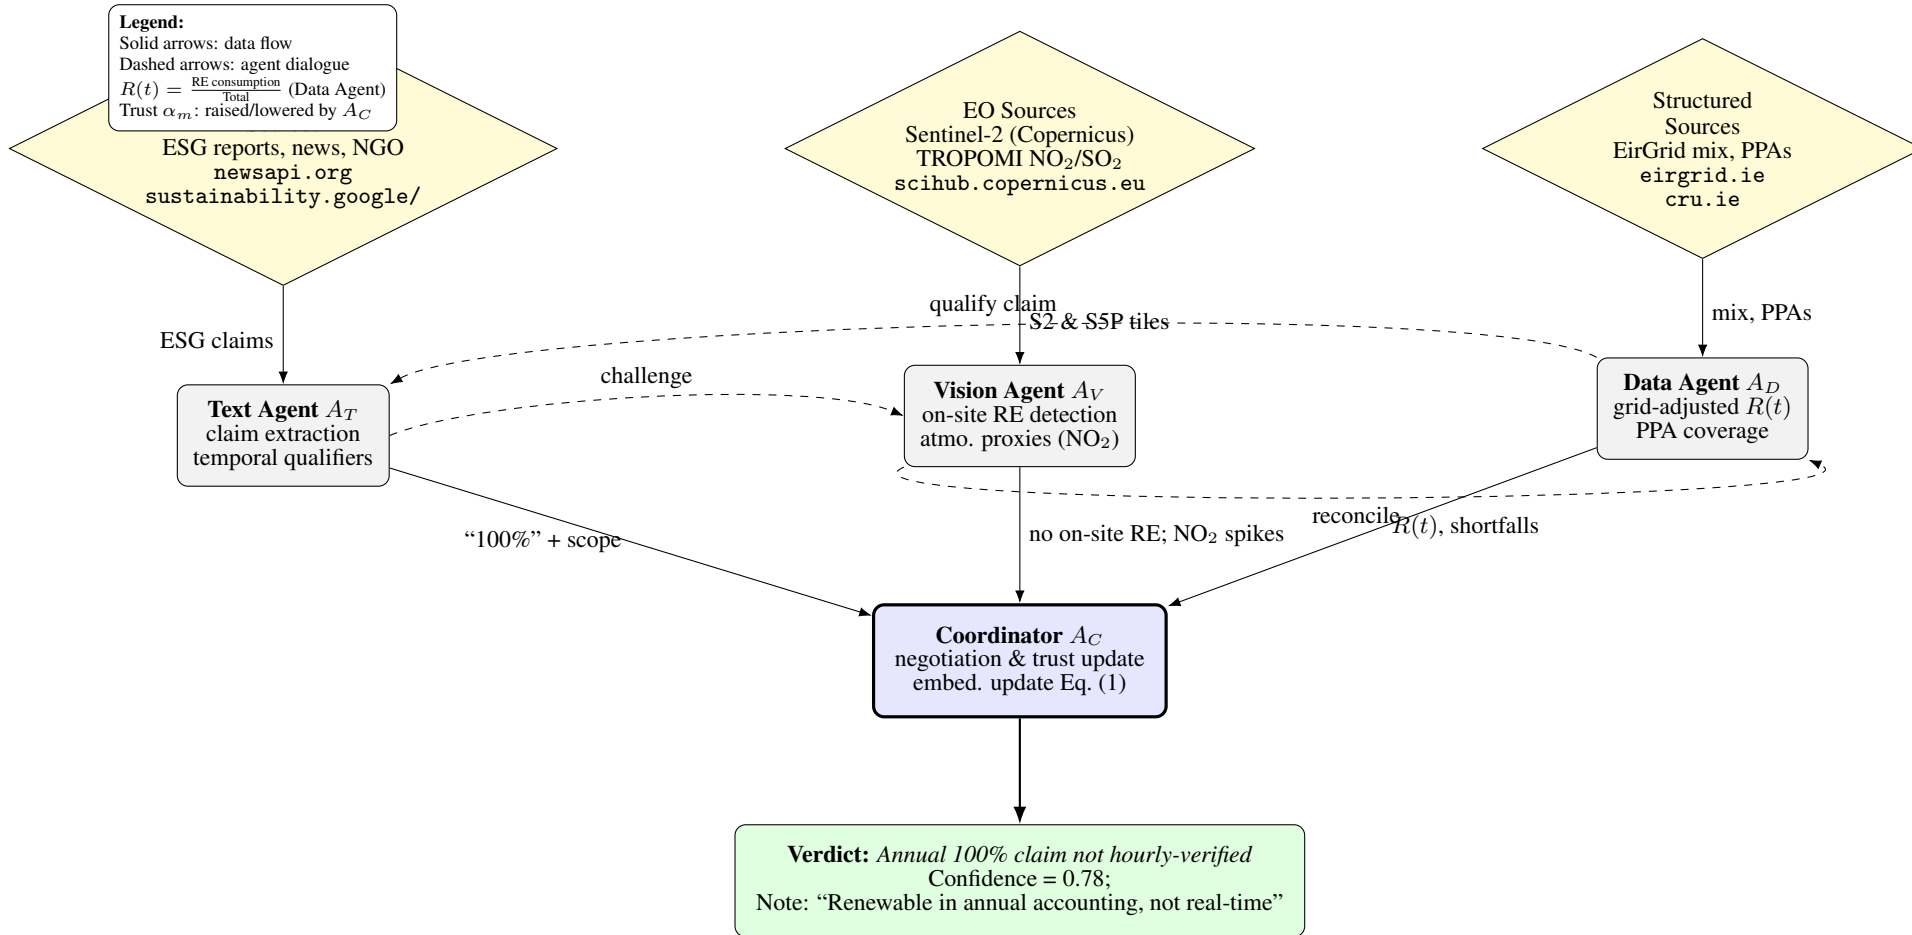 Legend:
Solid arrows: data flow
Dashed arrows: agent dialogue
R(t) = RE consumption / Total (Data Agent)
Trust αₘ: raised/lowered by A_C
ESG reports, news, NGO
newsapi.org
sustainability.google/
EO Sources
Sentinel-2 (Copernicus)
TROPOMI NO₂/SO₂
scihub.copernicus.eu
Structured
Sources
EirGrid mix, PPAs
eirgrid.ie
cru.ie
ESG claims
qualify claim
S2 & S5P tiles
mix, PPAs
challenge
Text Agent A_T
claim extraction
temporal qualifiers
Vision Agent A_V
on-site RE detection
atmo. proxies (NO₂)
Data Agent A_D
grid-adjusted R(t)
PPA coverage
“100%” + scope
no on-site RE; NO₂ spikes
reconcile
R(t), shortfalls
Coordinator A_C
negotiation & trust update
embed. update Eq. (1)
Verdict: Annual 100% claim not hourly-verified
Confidence = 0.78;
Note: “Renewable in annual accounting, not real-time”